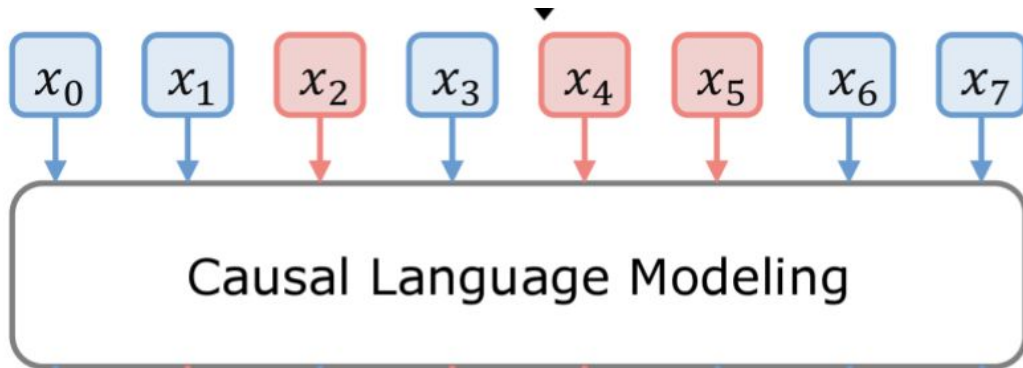 x₀ x₁ x₂ x₃ x₄ x₅ x₆ x₇
Causal Language Modeling